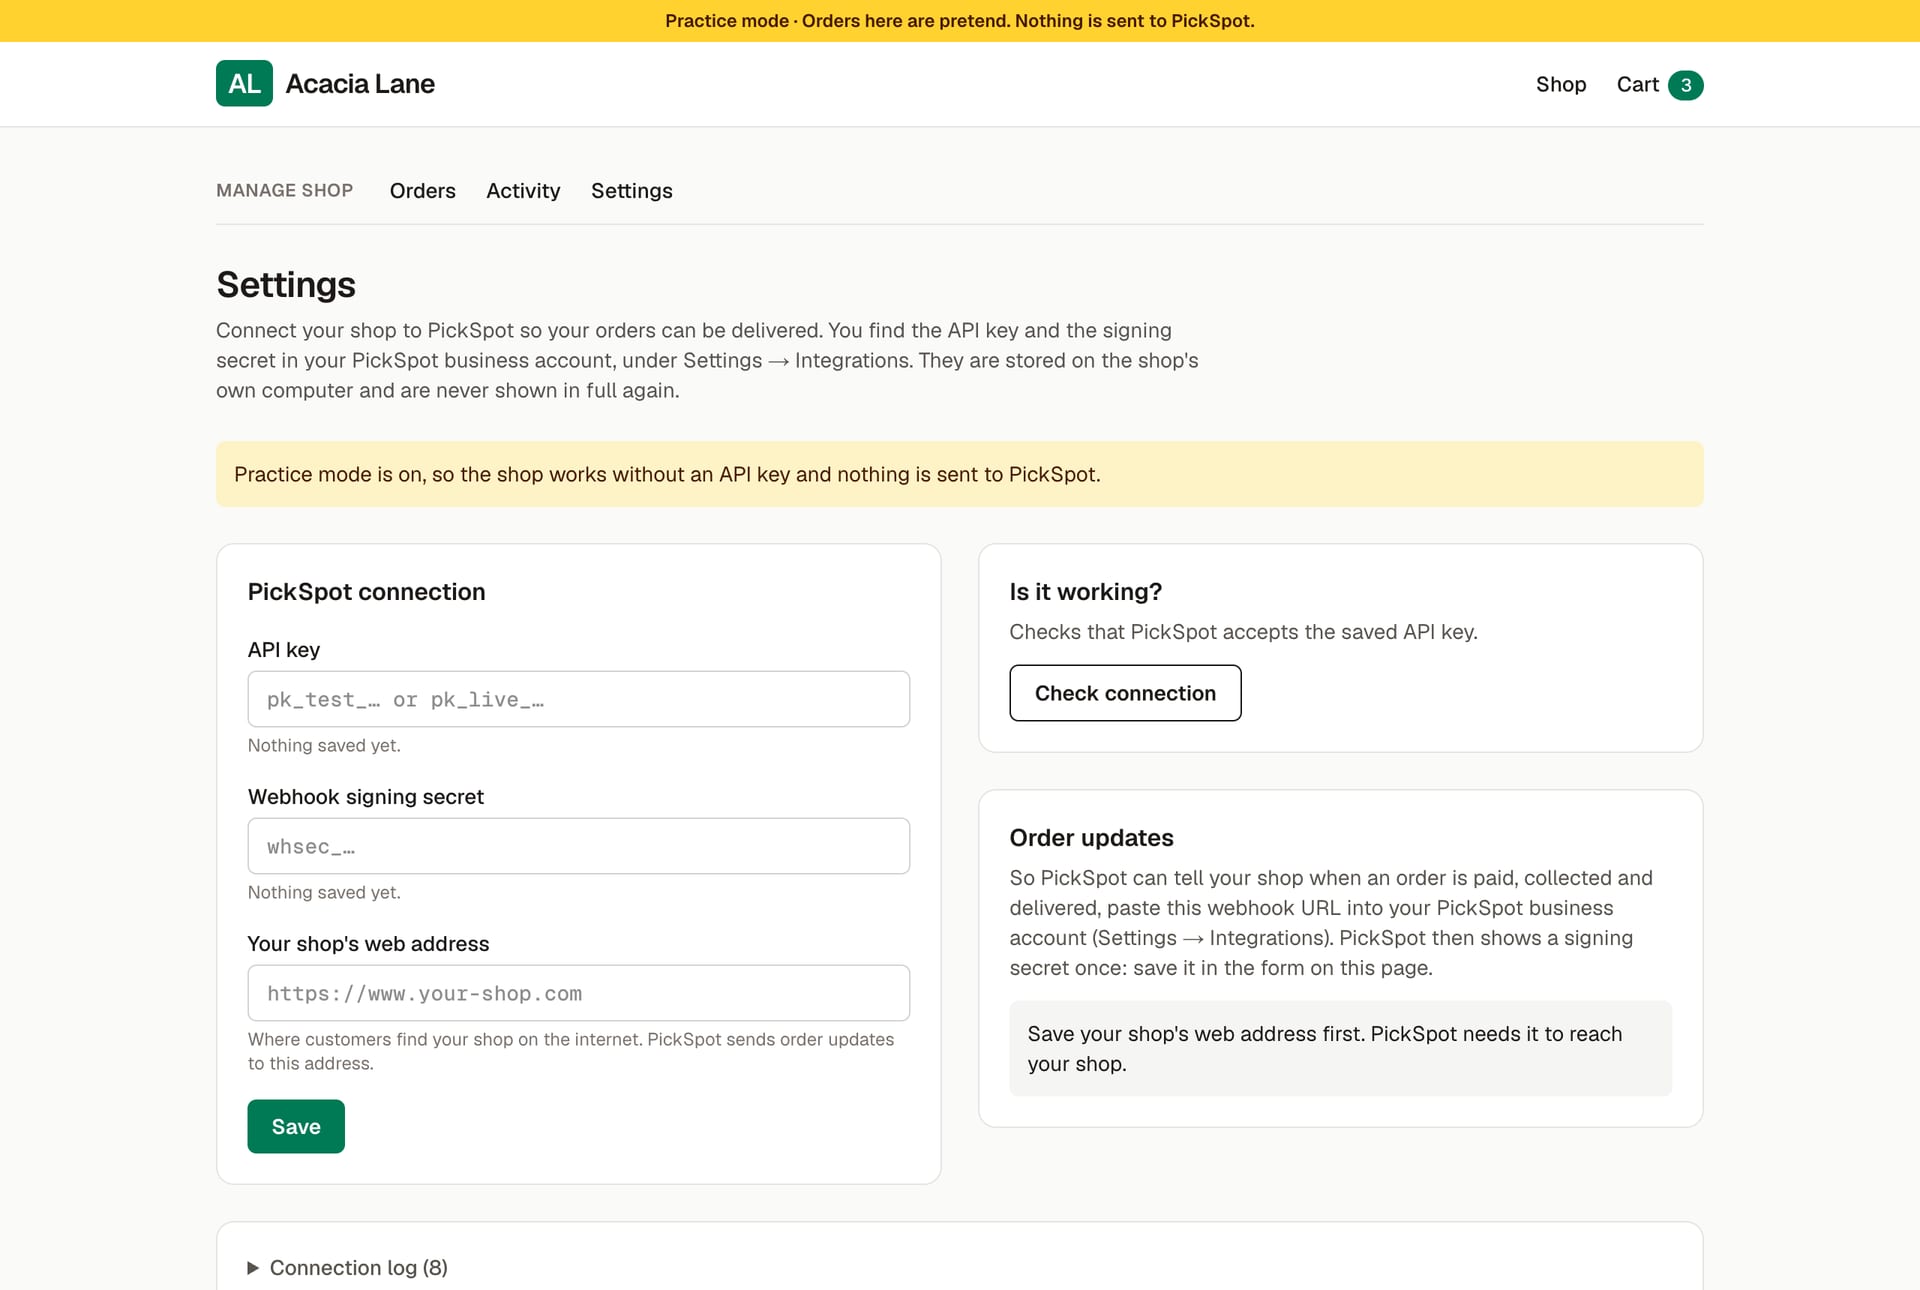 Practice mode · Orders here are pretend. Nothing is sent to PickSpot.
AL Acacia Lane
Shop Cart 3
MANAGE SHOP Orders Activity Settings
Settings
Connect your shop to PickSpot so your orders can be delivered. You find the API key and the signing
secret in your PickSpot business account, under Settings → Integrations. They are stored on the shop's
own computer and are never shown in full again.
Practice mode is on, so the shop works without an API key and nothing is sent to PickSpot.
PickSpot connection
API key
pk_test_… or pk_live_…
Nothing saved yet.
Webhook signing secret
whsec_…
Nothing saved yet.
Your shop's web address
https://www.your-shop.com
Where customers find your shop on the internet. PickSpot sends order updates
to this address.
Save
Is it working?
Checks that PickSpot accepts the saved API key.
Check connection
Order updates
So PickSpot can tell your shop when an order is paid, collected and
delivered, paste this webhook URL into your PickSpot business
account (Settings → Integrations). PickSpot then shows a signing
secret once: save it in the form on this page.
Save your shop's web address first. PickSpot needs it to reach
your shop.
Connection log (8)